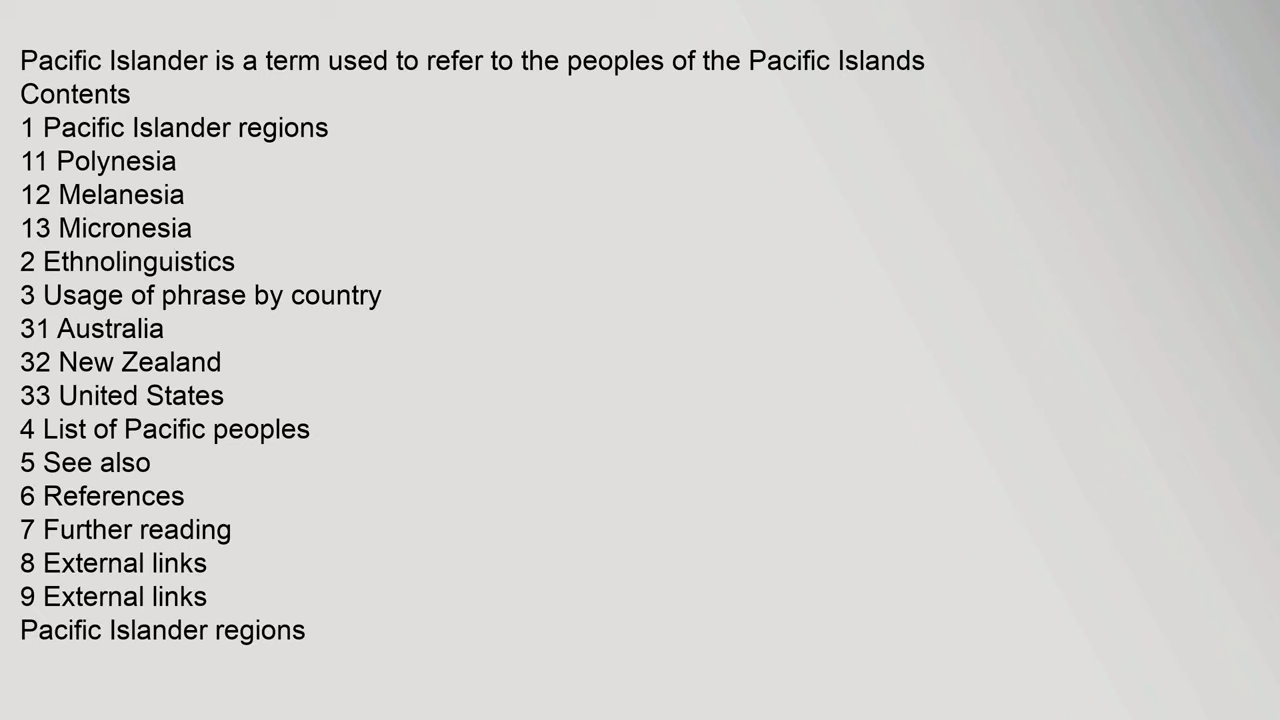 Pacific Islander is a term used to refer to the peoples of the Pacific Islands
Contents
1 Pacific Islander regions
11 Polynesia
12 Melanesia
13 Micronesia
2 Ethnolinguistics
3 Usage of phrase by country
31 Australia
32 New Zealand
33 United States
4 List of Pacific peoples
5 See also
6 References
7 Further reading
8 External links
9 External links
Pacific Islander regions